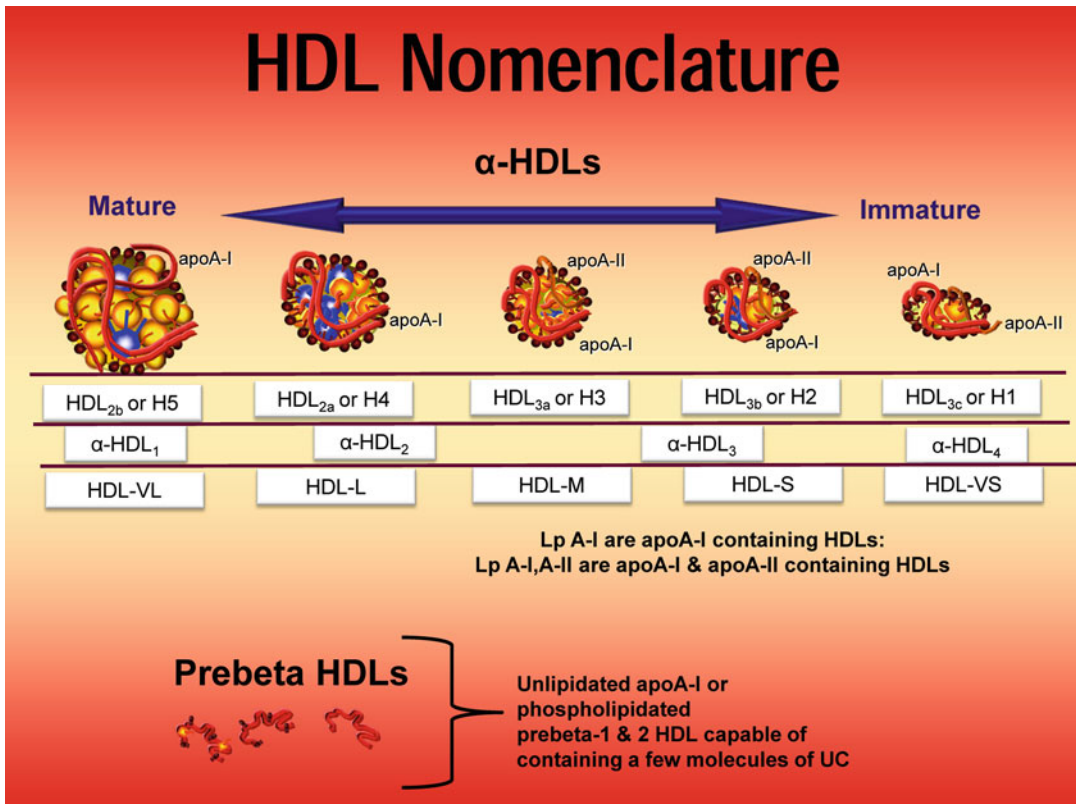 HDL Nomenclature
α-HDLs
Mature
Immature
apoA-I
apoA-I
apoA-II
apoA-I
apoA-II
apoA-I
apoA-I
apoA-II
HDL2b or H5
HDL2a or H4
HDL3a or H3
HDL3b or H2
HDL3c or H1
α-HDL1
α-HDL2
α-HDL3
α-HDL4
HDL-VL
HDL-L
HDL-M
HDL-S
HDL-VS
Lp A-I are apoA-I containing HDLs:
Lp A-I,A-II are apoA-I & apoA-II containing HDLs
Prebeta HDLs
Unlipidated apoA-I or
phospholipidated
prebeta-1 & 2 HDL capable of
containing a few molecules of UC